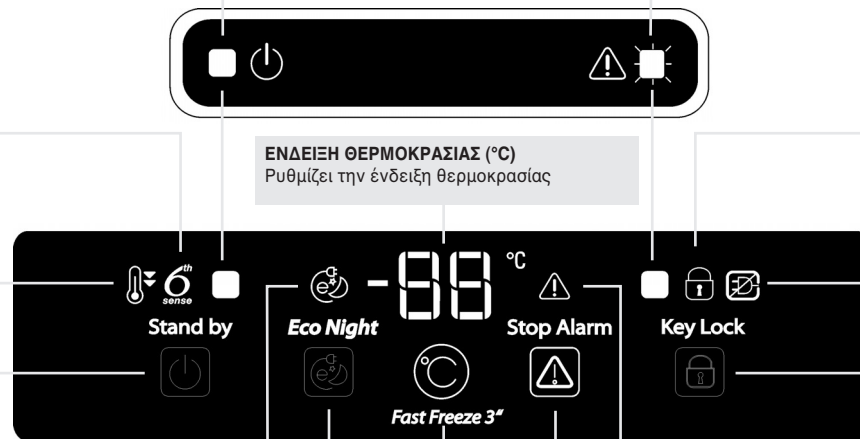 ΕΝΔΕΙΞΗ ΘΕΡΜΟΚΡΑΣΙΑΣ (°C)
Ρυθμίζει την ένδειξη θερμοκρασίας
6th sense
-88 °C
Stand by
Eco Night
Stop Alarm
Key Lock
e
°C
Fast Freeze 3"